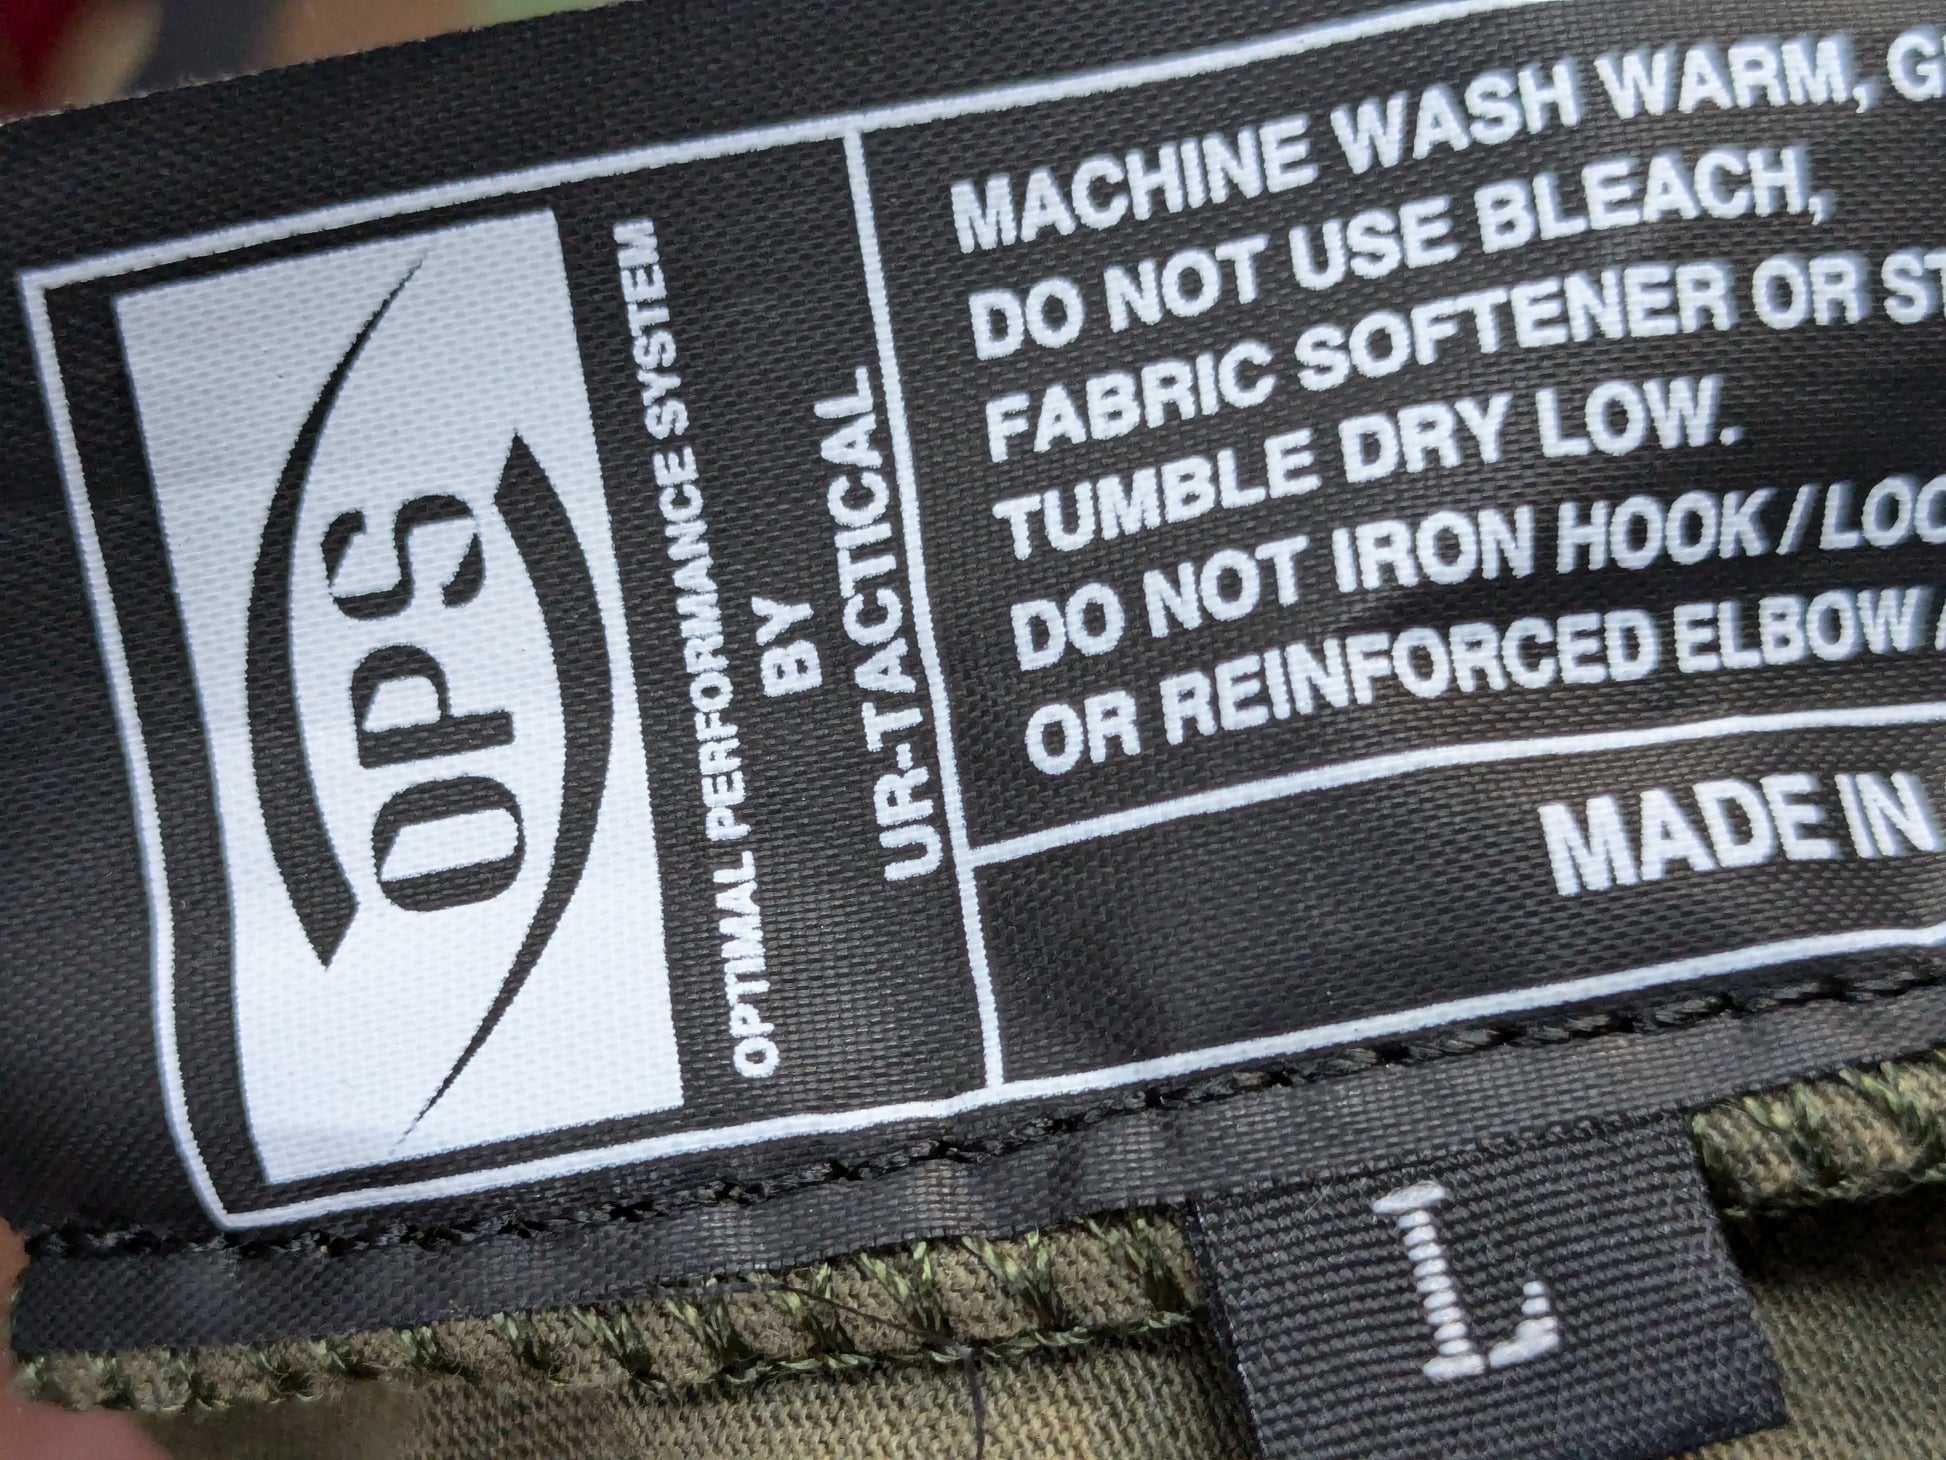 OPS
OPTIMAL PERFORMANCE SYSTEM
BY
UR-TACTICAL
MACHINE WASH WARM,
DO NOT USE BLEACH,
FABRIC SOFTENER OR
TUMBLE DRY LOW.
DO NOT IRON HOOK /
OR REINFORCED ELBOW
MADE IN
L